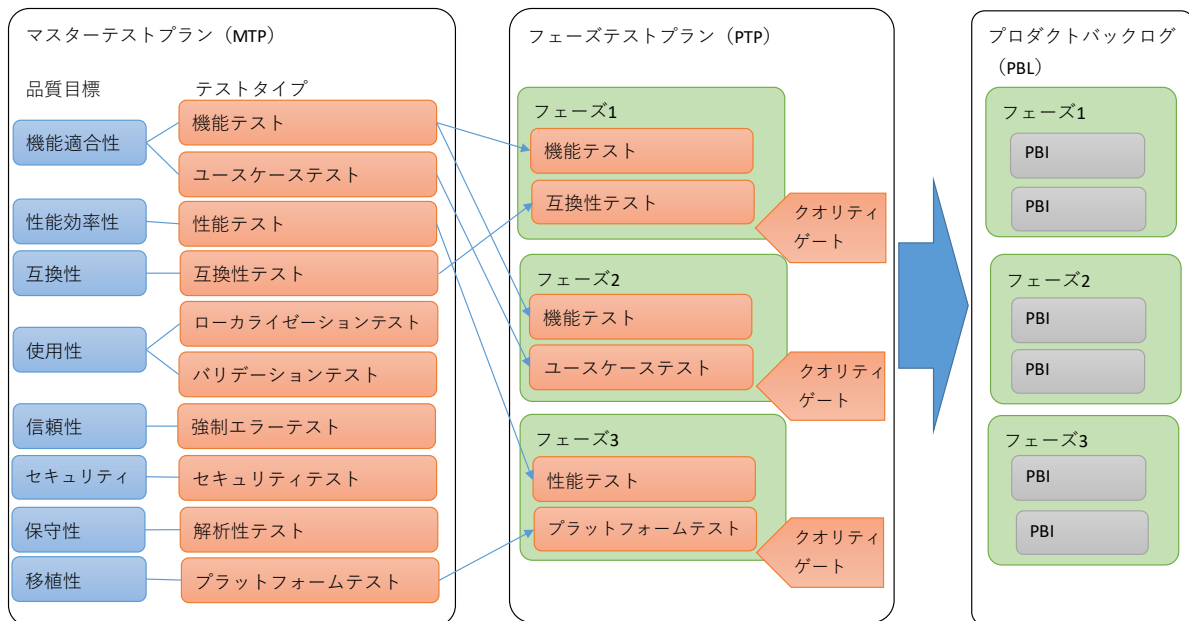 マスターテストプラン（MTP）
品質目標
テストタイプ
機能適合性
機能テスト
ユースケーステスト
性能効率性
性能テスト
互換性
互換性テスト
使用性
ローカライゼーションテスト
バリデーションテスト
信頼性
強制エラーテスト
セキュリティ
セキュリティテスト
保守性
解析性テスト
移植性
プラットフォームテスト
フェーズテストプラン（PTP）
フェーズ1
機能テスト
互換性テスト
クオリティ
ゲート
フェーズ2
機能テスト
ユースケーステスト
クオリティ
ゲート
フェーズ3
性能テスト
プラットフォームテスト
クオリティ
ゲート
プロダクトバックログ
（PBL）
フェーズ1
PBI
PBI
フェーズ2
PBI
PBI
フェーズ3
PBI
PBI